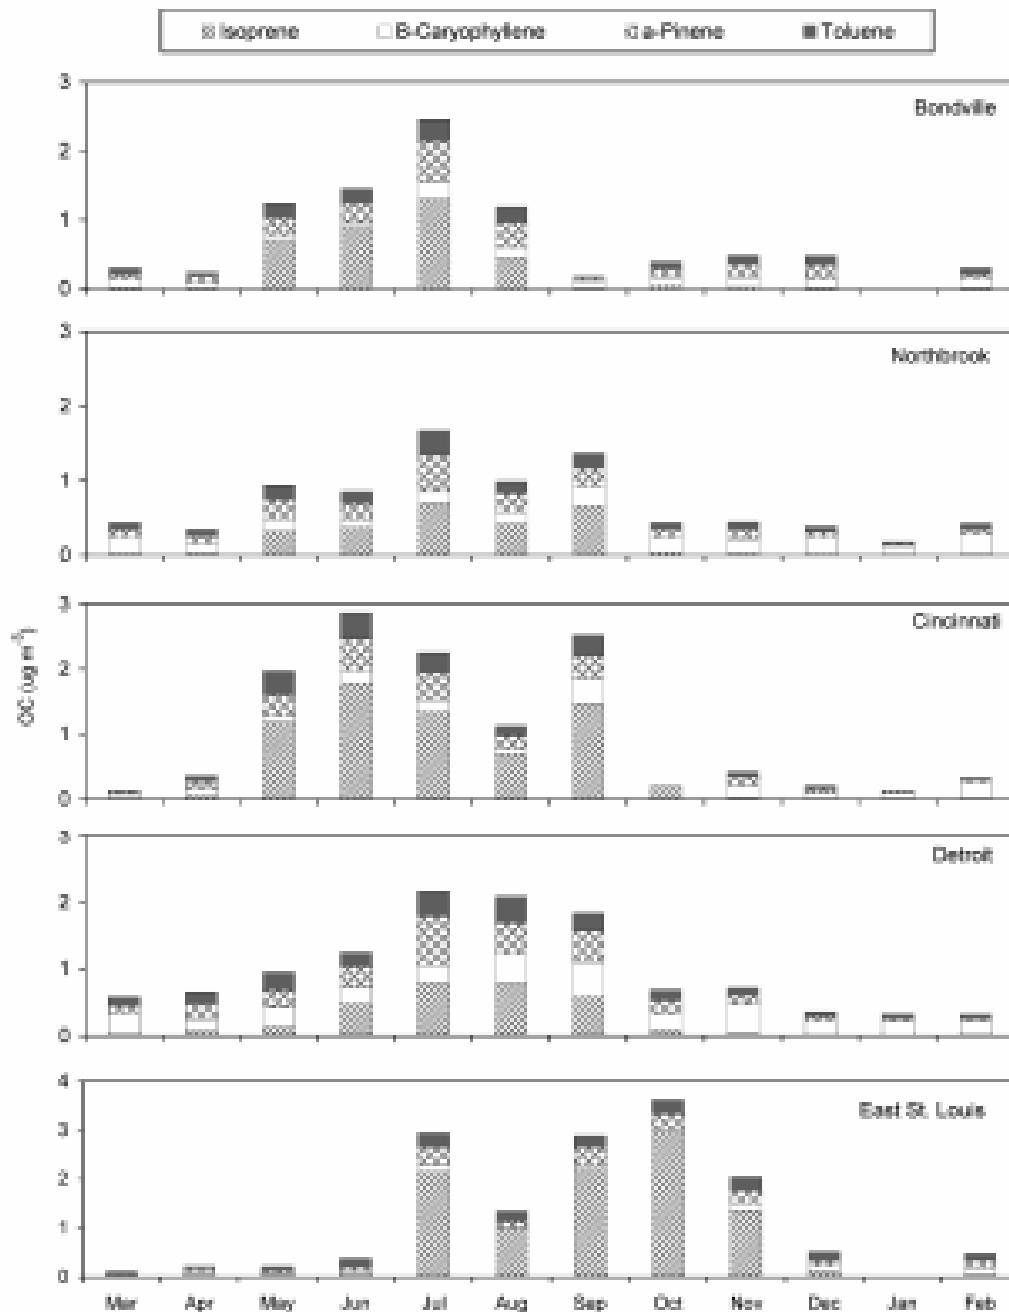 Isoprene B-Caryophyllene a-Pinene Toluene
3
Bondville
2
1
0
3
Northbrook
2
1
0
3
Cincinnati
2
1
0
OC (ug m-3)
3
Detroit
2
1
0
4
East St. Louis
3
2
1
0
Mar Apr May Jun Jul Aug Sep Oct Nov Dec Jan Feb